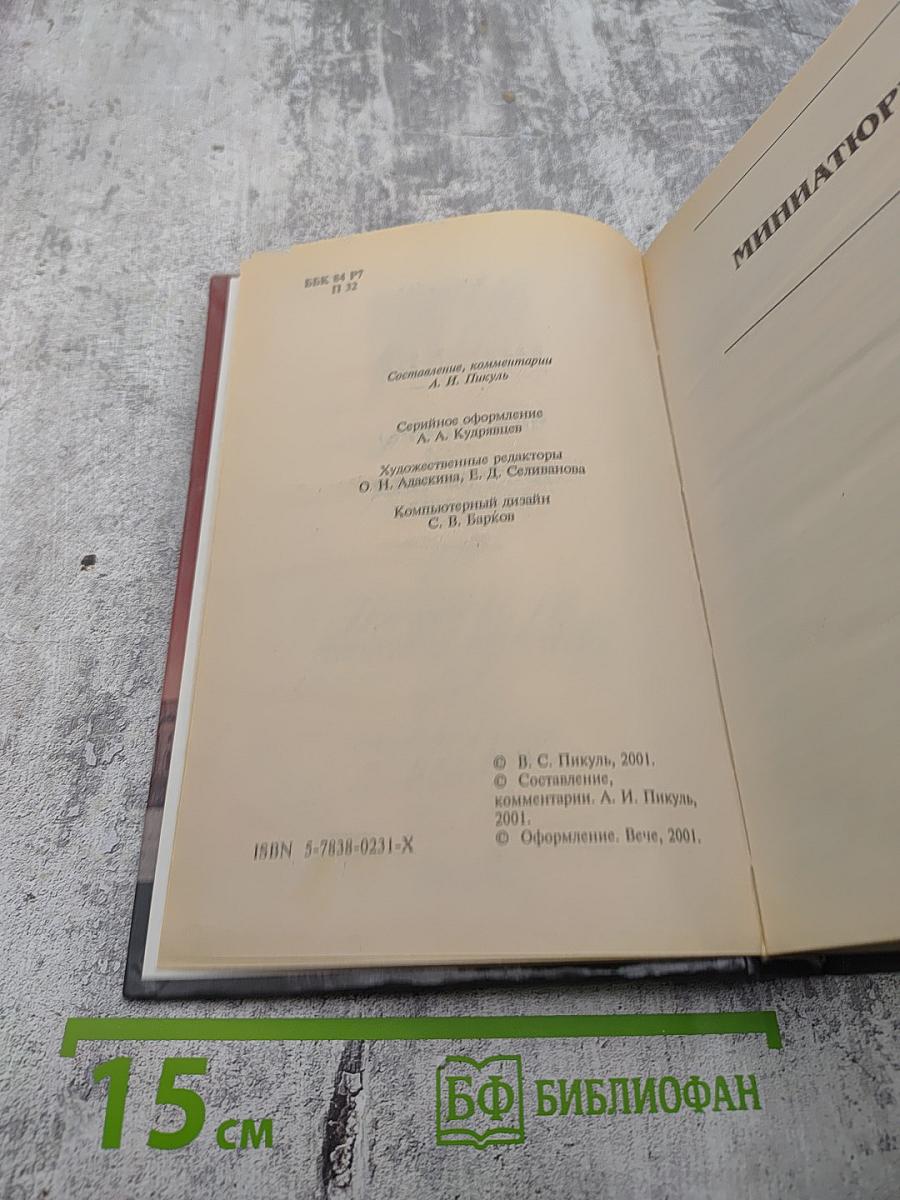 ББК 84 Р7
П 32
Составление, комментарии
А. И. Пикуль
Серийное оформление
А. А. Кудрявцев
Художественные редакторы
О. Н. Адаскина, Е. Д. Селиванова
Компьютерный дизайн
С. В. Барков
© В. С. Пикуль, 2001.
© Составление,
комментарии. А. И. Пикуль,
2001.
© Оформление. Вече, 2001.
ISBN 5-7838-0231-X
МИНИАТЮР
15 см
БФ БИБЛИОФАН